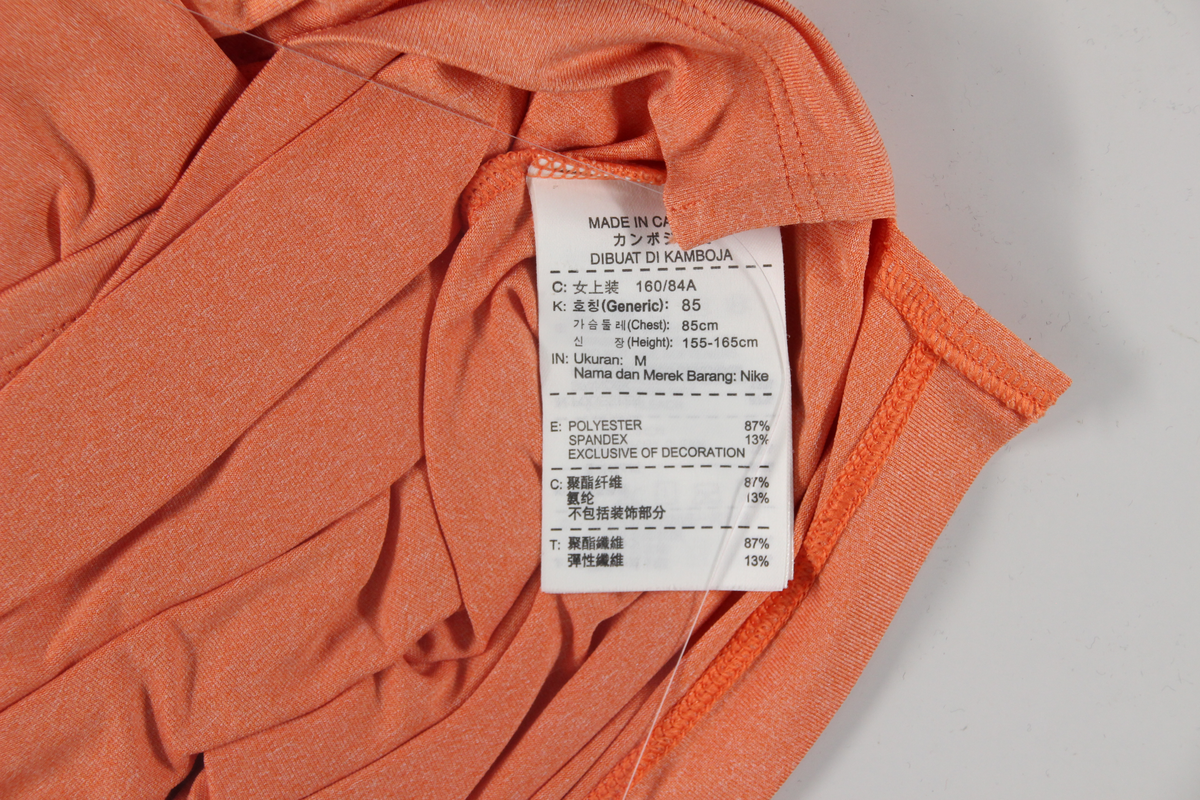 MADE IN
カンボ
DIBUAT DI KAMBOJA
C: 女上装 160/84A
K: 호칭(Generic): 85
가슴둘레(Chest): 85cm
신 장(Height): 155-165cm
IN: Ukuran: M
Nama dan Merek Barang: Nike
E: POLYESTER 87%
SPANDEX 13%
EXCLUSIVE OF DECORATION
C: 聚酯纤维 87%
氨纶 13%
不包括装饰部分
T: 聚酯纖維 87%
彈性纖維 13%